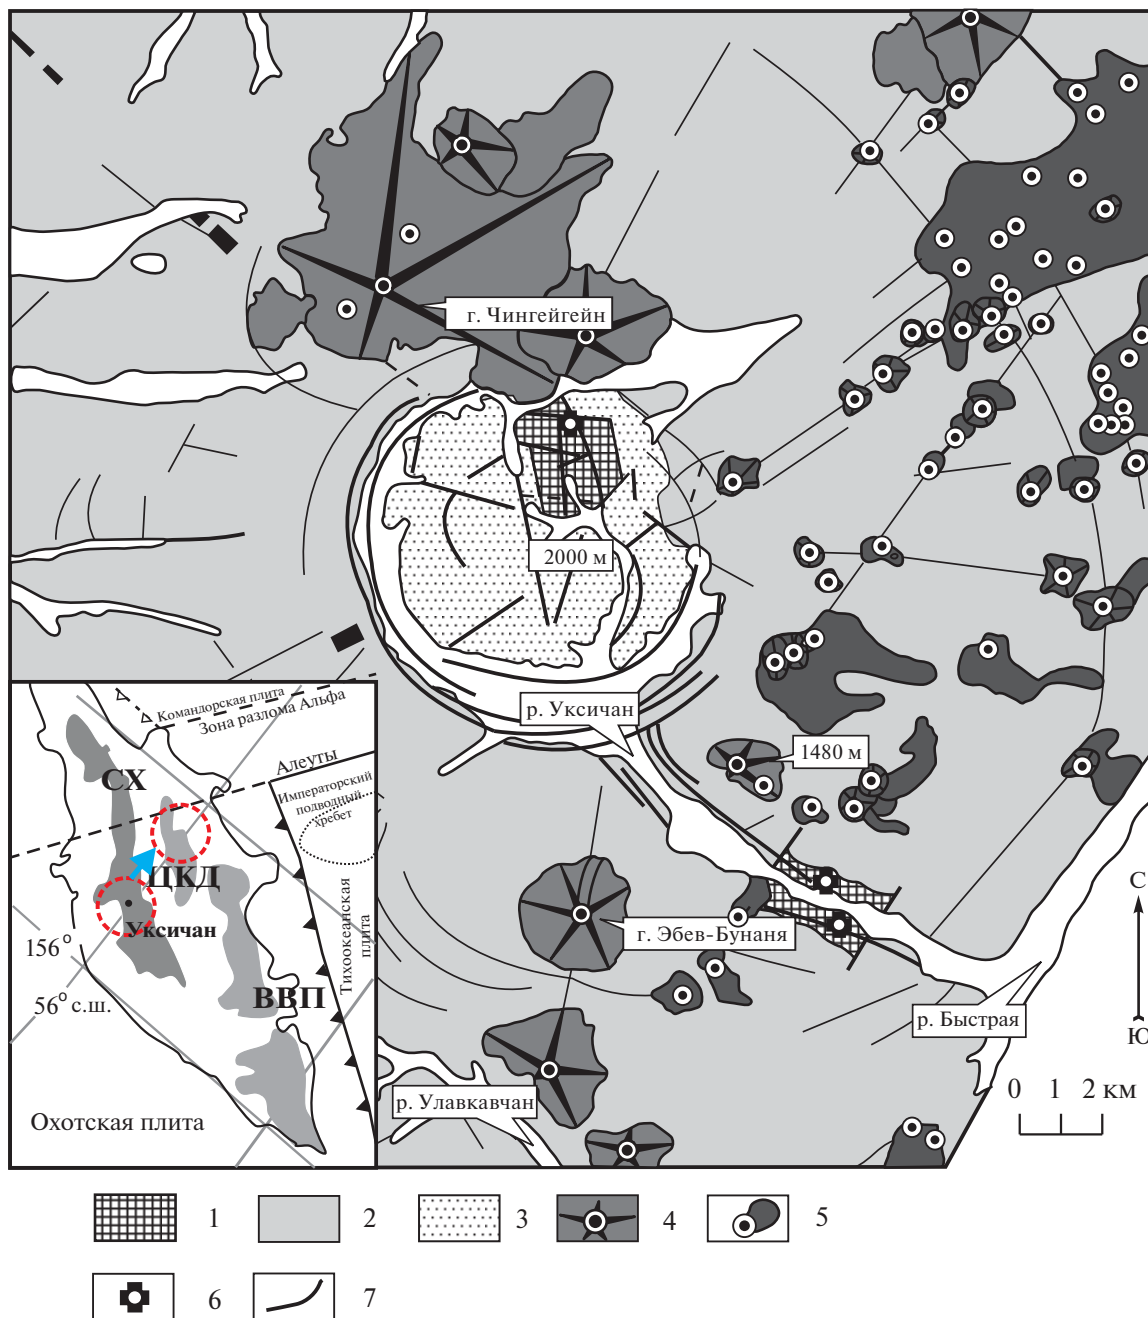 г. Чингейгейн
2000 м
р. Уксичан
1480 м
г. Эбев-Бунаня
р. Быстрая
р. Улавкавчан
С
Ю
0 1 2 км
Командорская плита
Зона разлома Альфа
Алеуты
Императорский
подводный
хребет
СХ
ЦКД
Уксичан
ВВП
Тихоокеанская
плита
156°
56° с.ш.
Охотская плита
1 2 3 4 5
6 7